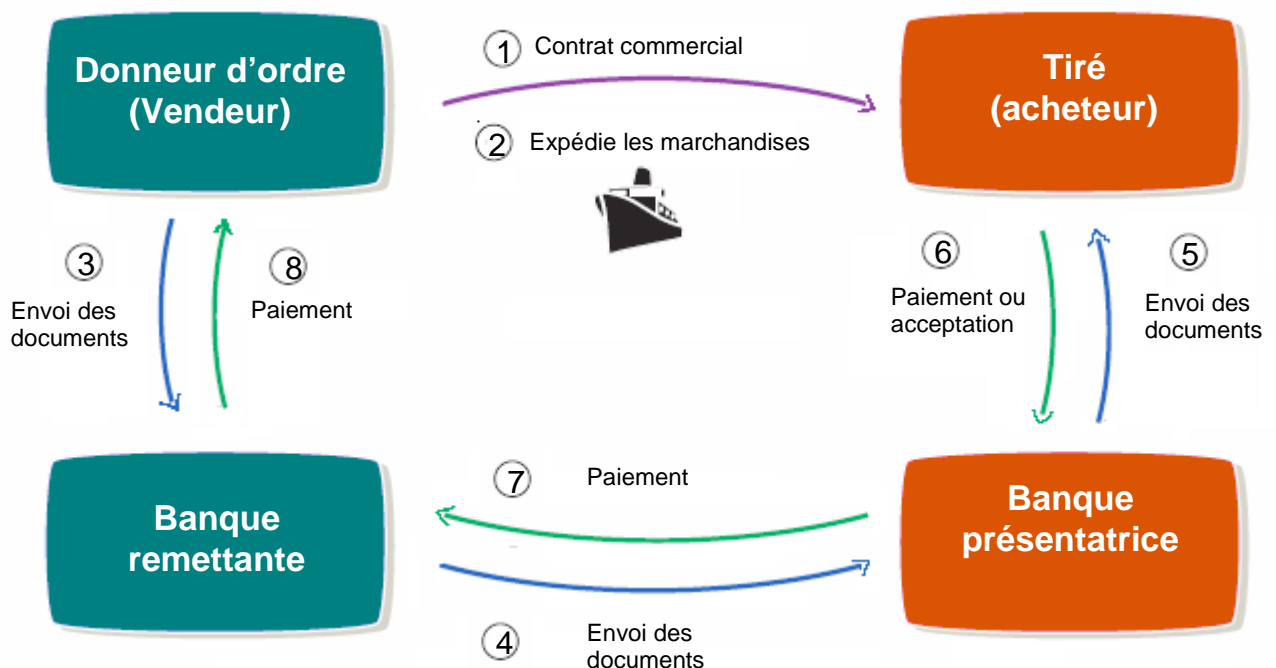 Donneur d’ordre
(Vendeur)
1 Contrat commercial
Tiré
(acheteur)
2 Expédie les marchandises
3
Envoi des
documents
8
Paiement
6
Paiement ou
acceptation
5
Envoi des
documents
Banque
remettante
7 Paiement
Banque
présentatrice
4 Envoi des
documents